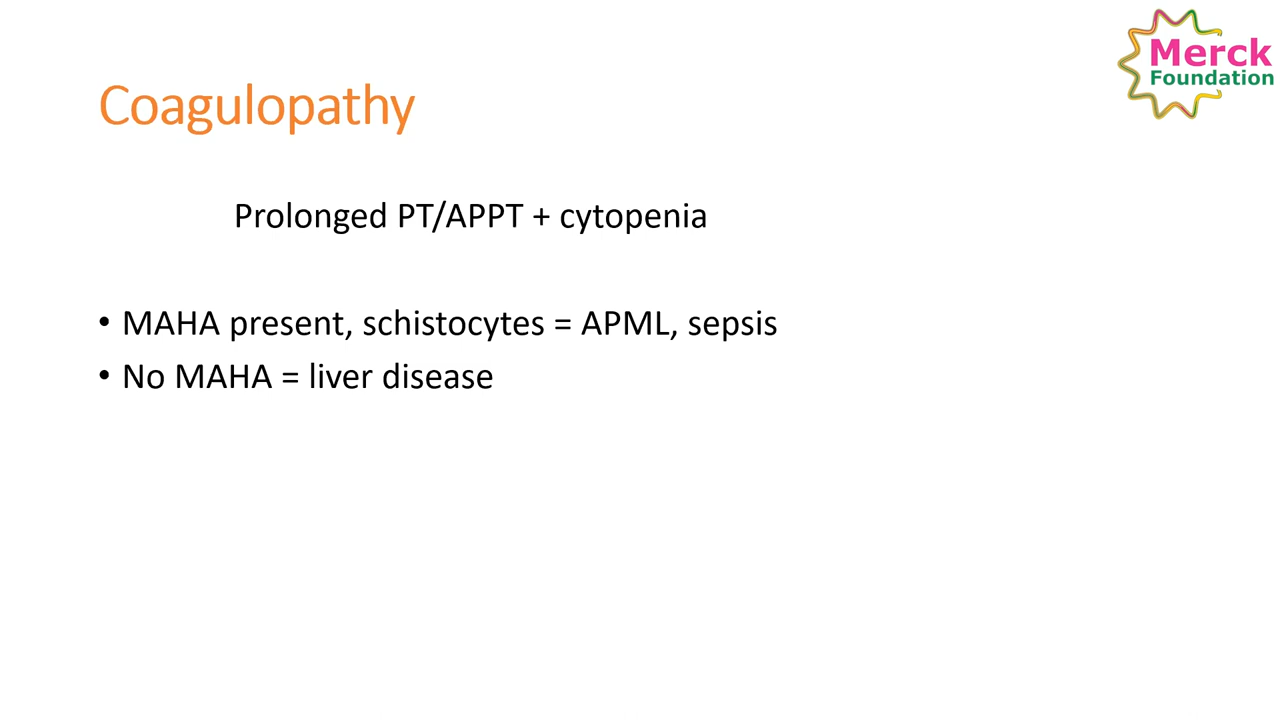 Merck
Foundation
Coagulopathy
Prolonged PT/APPT + cytopenia
• MAHA present, schistocytes = APML, sepsis
• No MAHA = liver disease